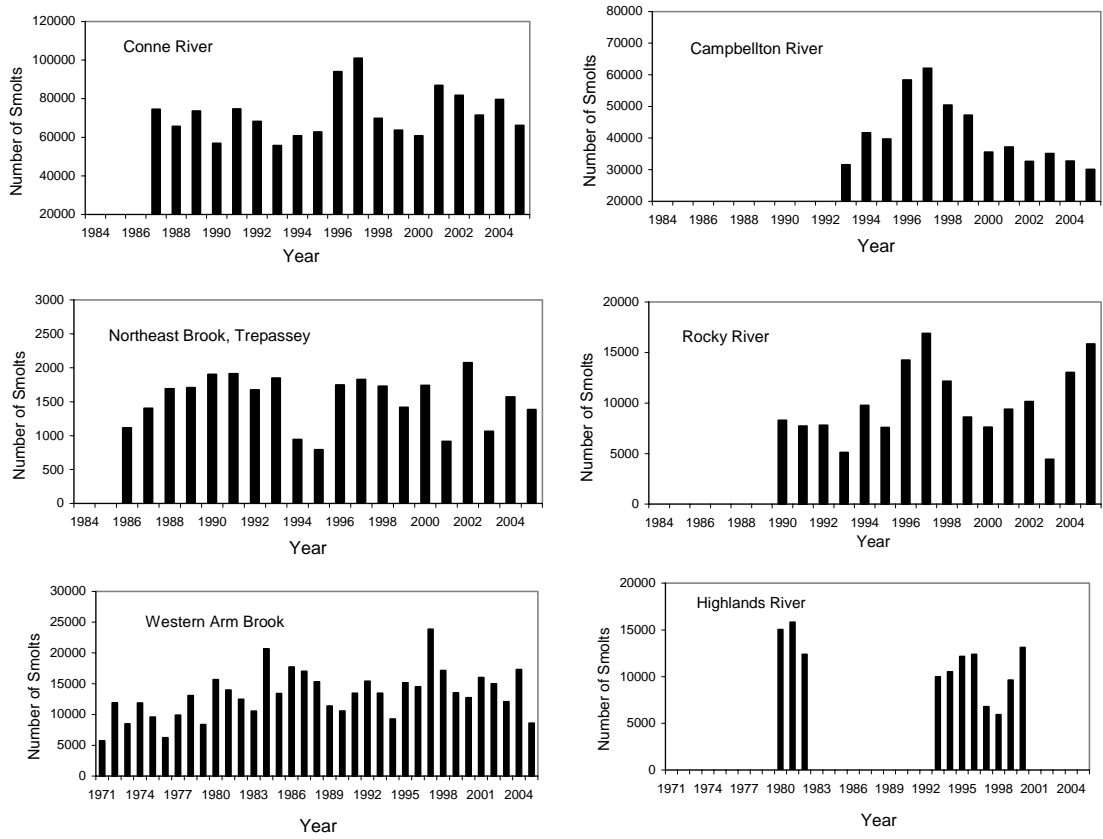 Conne River
Number of Smolts
120000
100000
80000
60000
40000
20000
1984 1986 1988 1990 1992 1994 1996 1998 2000 2002 2004
Year
Campbellton River
Number of Smolts
80000
70000
60000
50000
40000
30000
20000
1984 1986 1988 1990 1992 1994 1996 1998 2000 2002 2004
Year
Northeast Brook, Trepassey
Number of Smolts
3000
2500
2000
1500
1000
500
0
1984 1986 1988 1990 1992 1994 1996 1998 2000 2002 2004
Year
Rocky River
Number of Smolts
20000
15000
10000
5000
0
1984 1986 1988 1990 1992 1994 1996 1998 2000 2002 2004
Year
Western Arm Brook
Number of Smolts
30000
25000
20000
15000
10000
5000
0
1971 1974 1977 1980 1983 1986 1989 1992 1995 1998 2001 2004
Year
Highlands River
Number of Smolts
20000
15000
10000
5000
0
1971 1974 1977 1980 1983 1986 1989 1992 1995 1998 2001 2004
Year